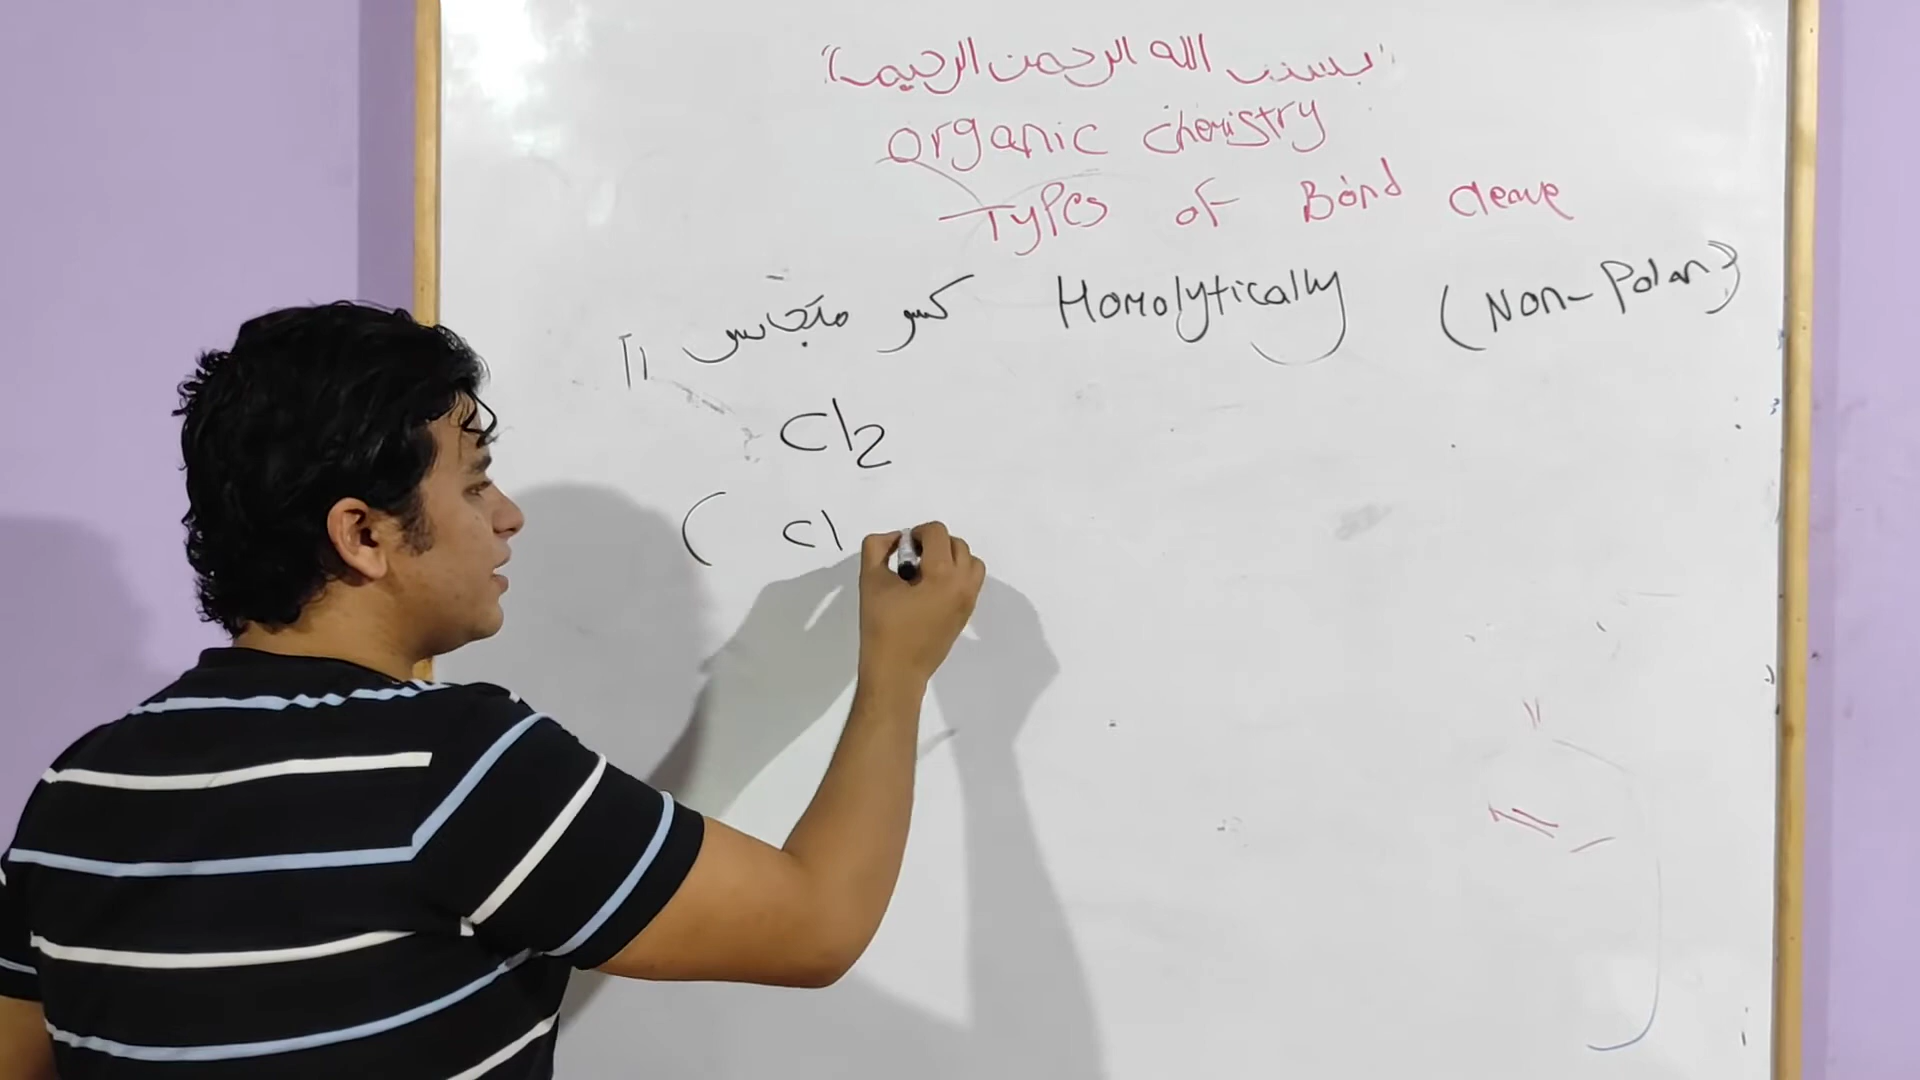 "بسم الله الرحمن الرحيم"
organic chemistry
Types of Bond cleave
1] كسر متجانس Homolytically (Non-Polar)
Cl2
( Cl